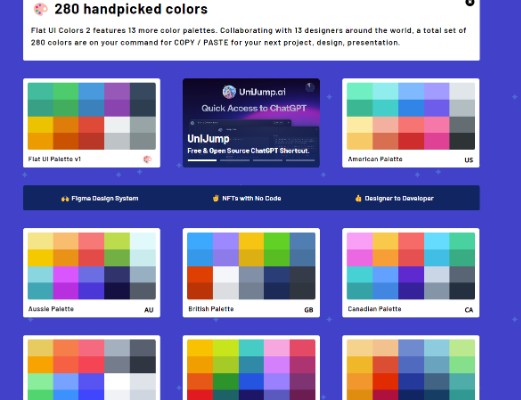 280 handpicked colors
Flat UI Colors 2 features 13 more color palettes. Collaborating with 13 designers around the world, a total set of
280 colors are on your command for COPY / PASTE for your next project, design, presentation.
UniJump.ai
Quick Access to ChatGPT
UniJump
Free & Open Source ChatGPT Shortcut.
Flat UI Palette v1
American Palette US
Figma Design System
NFTs with No Code
Designer to Developer
Aussie Palette AU
British Palette GB
Canadian Palette CA